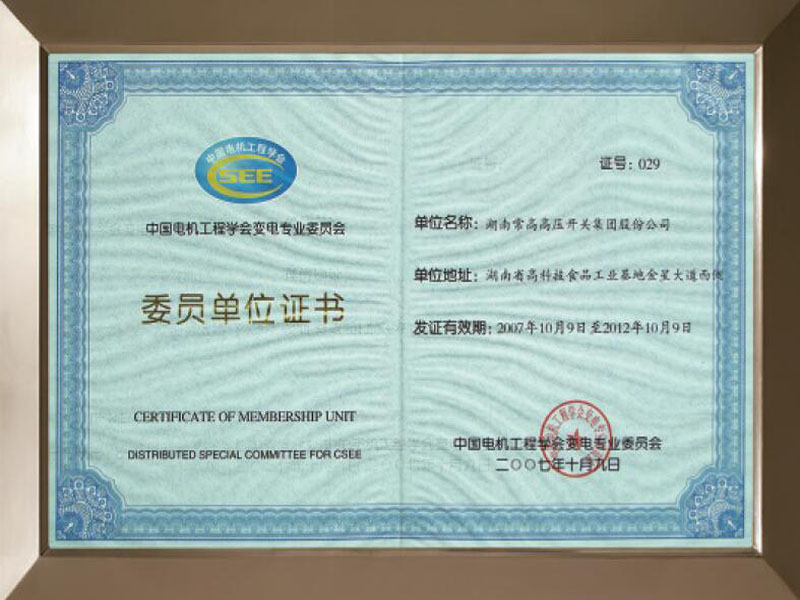 中国电机工程学会
CSEE
中国电机工程学会变电专业委员会
委员单位证书
CERTIFICATE OF MEMBERSHIP UNIT
DISTRIBUTED SPECIAL COMMITTEE FOR CSEE
证号：029
单位名称：湖南常高高压开关集团股份公司
单位地址：湖南省高科技食品工业基地金星大道西侧
发证有效期：2007年10月9日至2012年10月9日
中国电机工程学会变电专业委员会
二〇〇七年十月九日